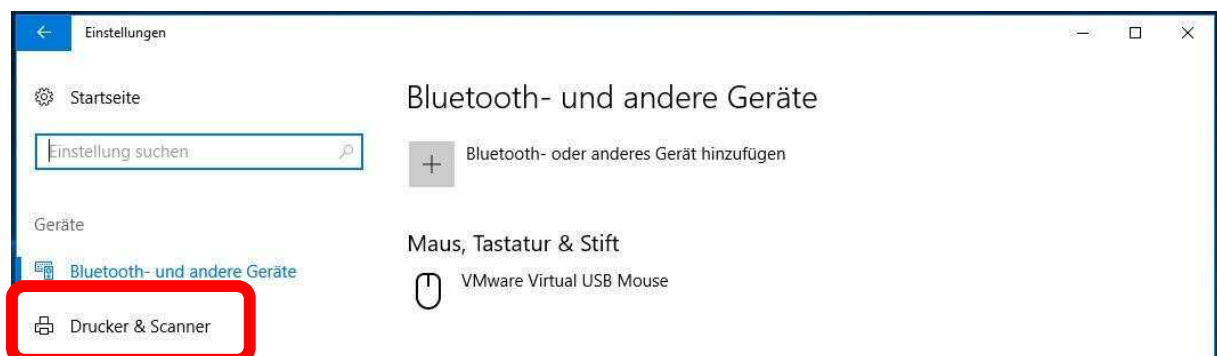 Einstellungen
Startseite
Einstellung suchen
Geräte
Bluetooth- und andere Geräte
Drucker & Scanner
Bluetooth- und andere Geräte
Bluetooth- oder anderes Gerät hinzufügen
Maus, Tastatur & Stift
VMware Virtual USB Mouse